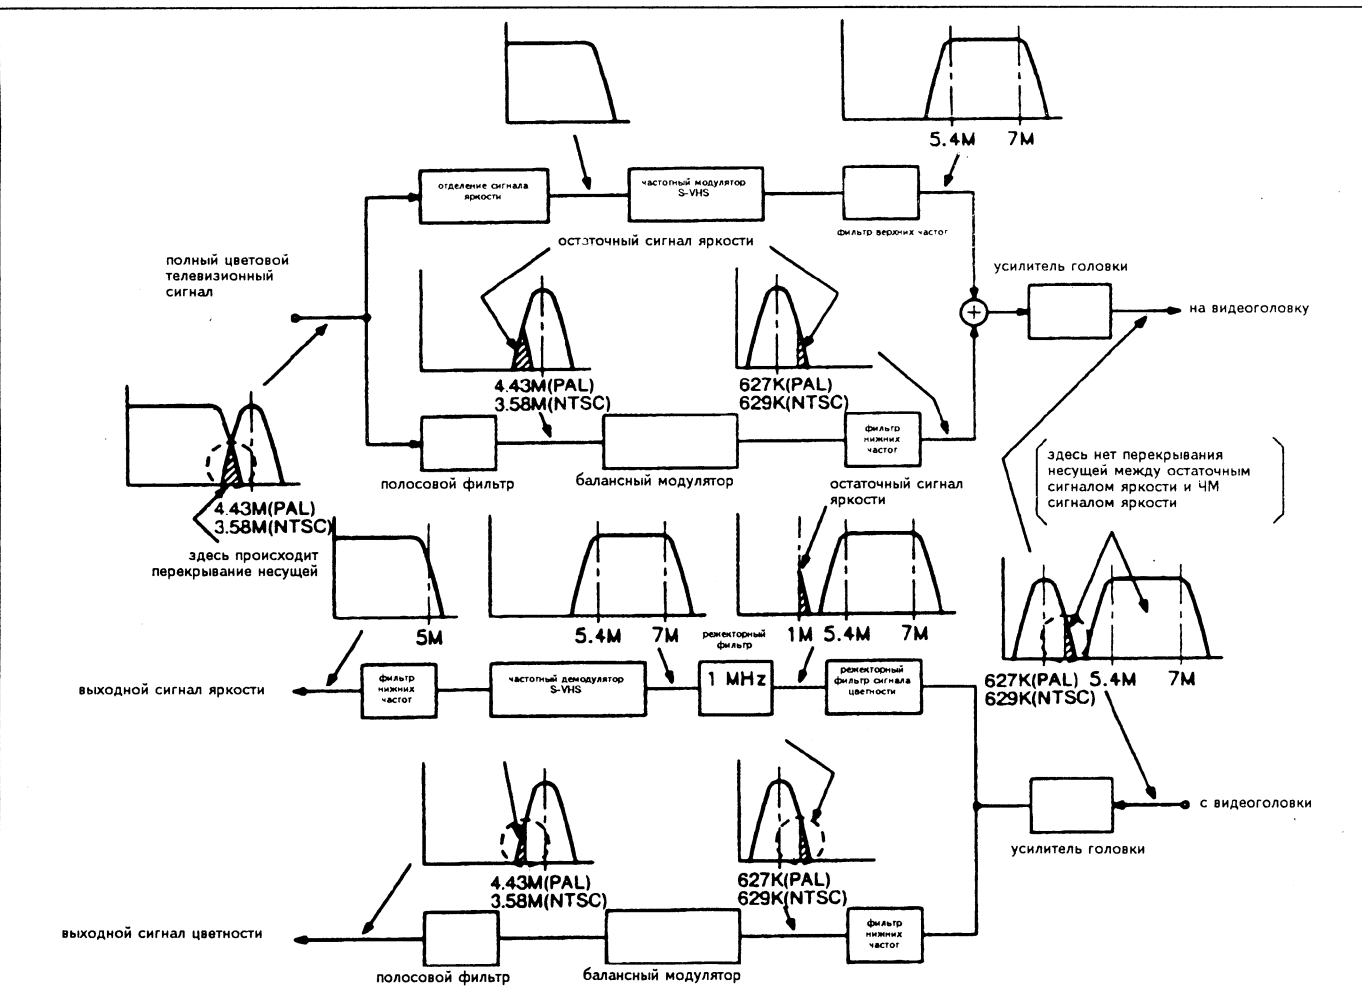 5.4M 7M
отделение сигнала
яркости
частотный модулятор
S-VHS
фильтр верхних частот
остаточный сигнал яркости
полный цветовой
телевизионный
сигнал
усилитель головки
+
на видеоголовку
4.43M(PAL)
3.58M(NTSC)
627K(PAL)
629K(NTSC)
фильтр
нижних
частот
полосовой фильтр
балансный модулятор
4.43M(PAL)
3.58M(NTSC)
здесь происходит
перекрывание несущей
остаточный сигнал
яркости
здесь нет перекрывания
несущей между остаточным
сигналом яркости и ЧМ
сигналом яркости
5M
5.4M 7M
режекторный
фильтр
1M 5.4M 7M
627K(PAL) 5.4M 7M
629K(NTSC)
выходной сигнал яркости
фильтр
нижних
частот
частотный демодулятор
S-VHS
1 MHz
режекторный
фильтр сигнала
цветности
с видеоголовки
усилитель головки
4.43M(PAL)
3.58M(NTSC)
627K(PAL)
629K(NTSC)
выходной сигнал цветности
фильтр
нижних
частот
полосовой фильтр
балансный модулятор